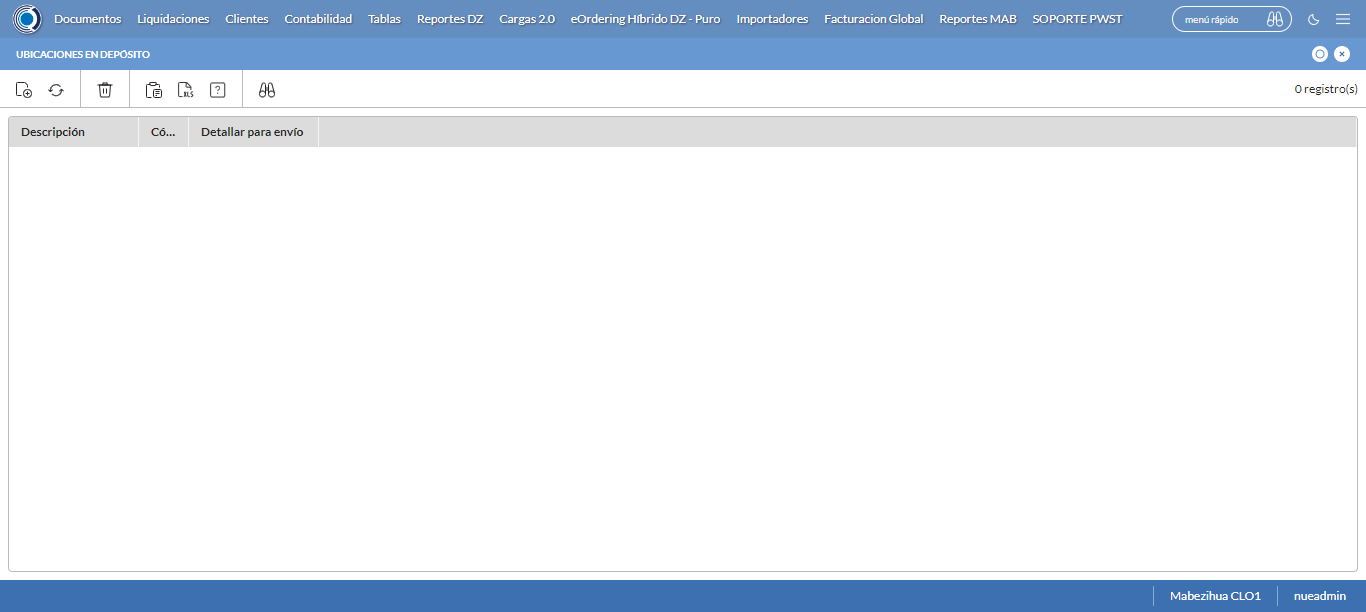 Documentos Liquidaciones Clientes Contabilidad Tablas Reportes DZ Cargas 2.0 eOrdering Híbrido DZ - Puro Importadores Facturacion Global Reportes MAB SOPORTE PWST menú rápido
UBICACIONES EN DEPÓSITO
XLS ? 0 registro(s)
Descripción Có... Detallar para envío
Mabezihua CLO1 nueadmin